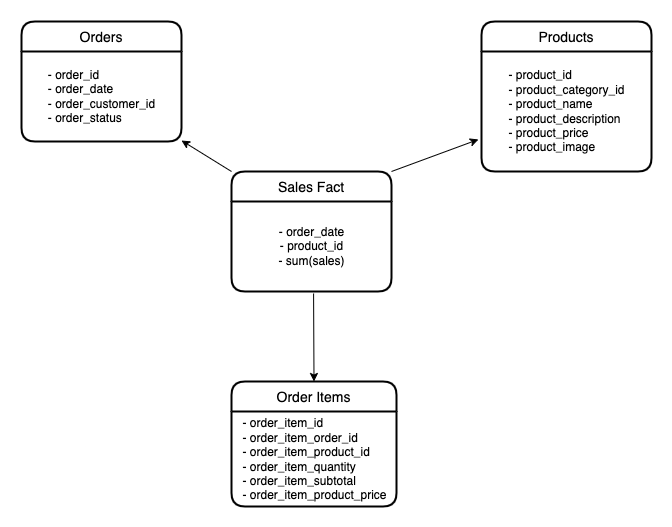 Orders
- order_id
- order_date
- order_customer_id
- order_status
Products
- product_id
- product_category_id
- product_name
- product_description
- product_price
- product_image
Sales Fact
- order_date
- product_id
- sum(sales)
Order Items
- order_item_id
- order_item_order_id
- order_item_product_id
- order_item_quantity
- order_item_subtotal
- order_item_product_price